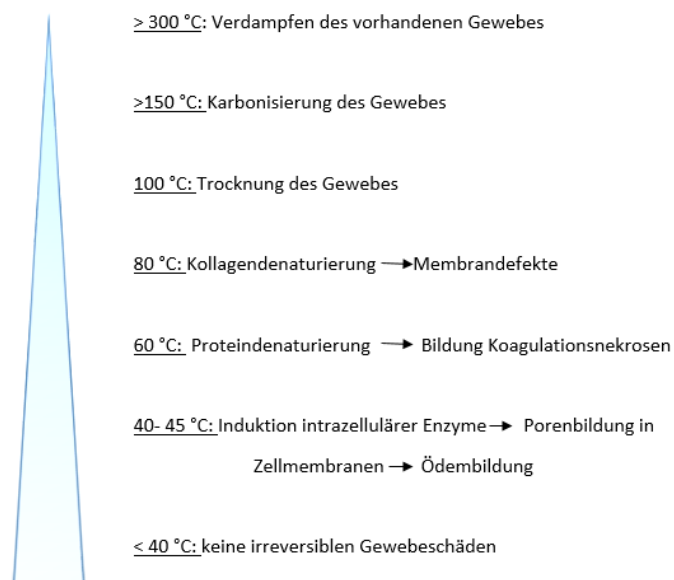 > 300 °C: Verdampfen des vorhandenen Gewebes
>150 °C: Karbonisierung des Gewebes
100 °C: Trocknung des Gewebes
80 °C: Kollagendenaturierung → Membrandefekte
60 °C: Proteindenaturierung → Bildung Koagulationsnekrosen
40- 45 °C: Induktion intrazellulärer Enzyme → Porenbildung in
Zellmembranen → Ödembildung
< 40 °C: keine irreversiblen Gewebeschäden